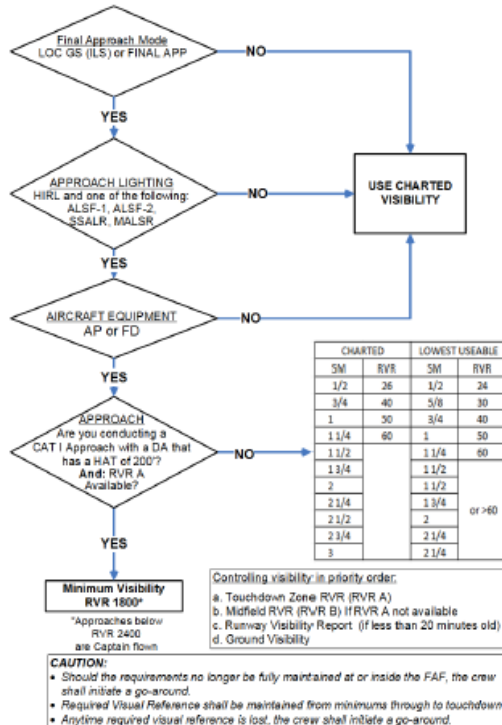 Final Approach Mode
LOC GS (ILS) or FINAL APP
NO
YES
APPROACH LIGHTING
HIRL and one of the following:
ALSF-1, ALSF-2,
SSALR, MALSR
NO
USE CHARTED
VISIBILITY
YES
AIRCRAFT EQUIPMENT
AP or FD
NO
YES
APPROACH
Are you conducting a
CAT I Approach with a DA that
has a HAT of 200'?
And: RVR A
Available?
NO
CHARTED LOWEST USEABLE
SM RVR SM RVR
1/2 26 1/2 24
3/4 40 5/8 30
1 50 3/4 40
1 1/4 60 1 50
1 1/2 1 1/4 60
1 3/4 1 1/2
2 1 1/2
2 1/4 1 3/4 or >60
2 1/2 2
2 3/4 2 1/4
3 2 1/4
YES
Minimum Visibility
RVR 1800*
*Approaches below
RVR 2400
are Captain flown
Controlling visibility in priority order:
a. Touchdown Zone RVR (RVR A)
b. Midfield RVR (RWR B) If RVR A not available
c. Runway Visibility Report (if less than 20 minutes old)
d. Ground Visibility
CAUTION:
• Should the requirements no longer be fully maintained at or inside the FAF, the crew
shall initiate a go-around.
• Required Visual Reference shall be maintained from minimums through to touchdown
• Anytime required visual reference is lost, the crew shall initiate a go-around.